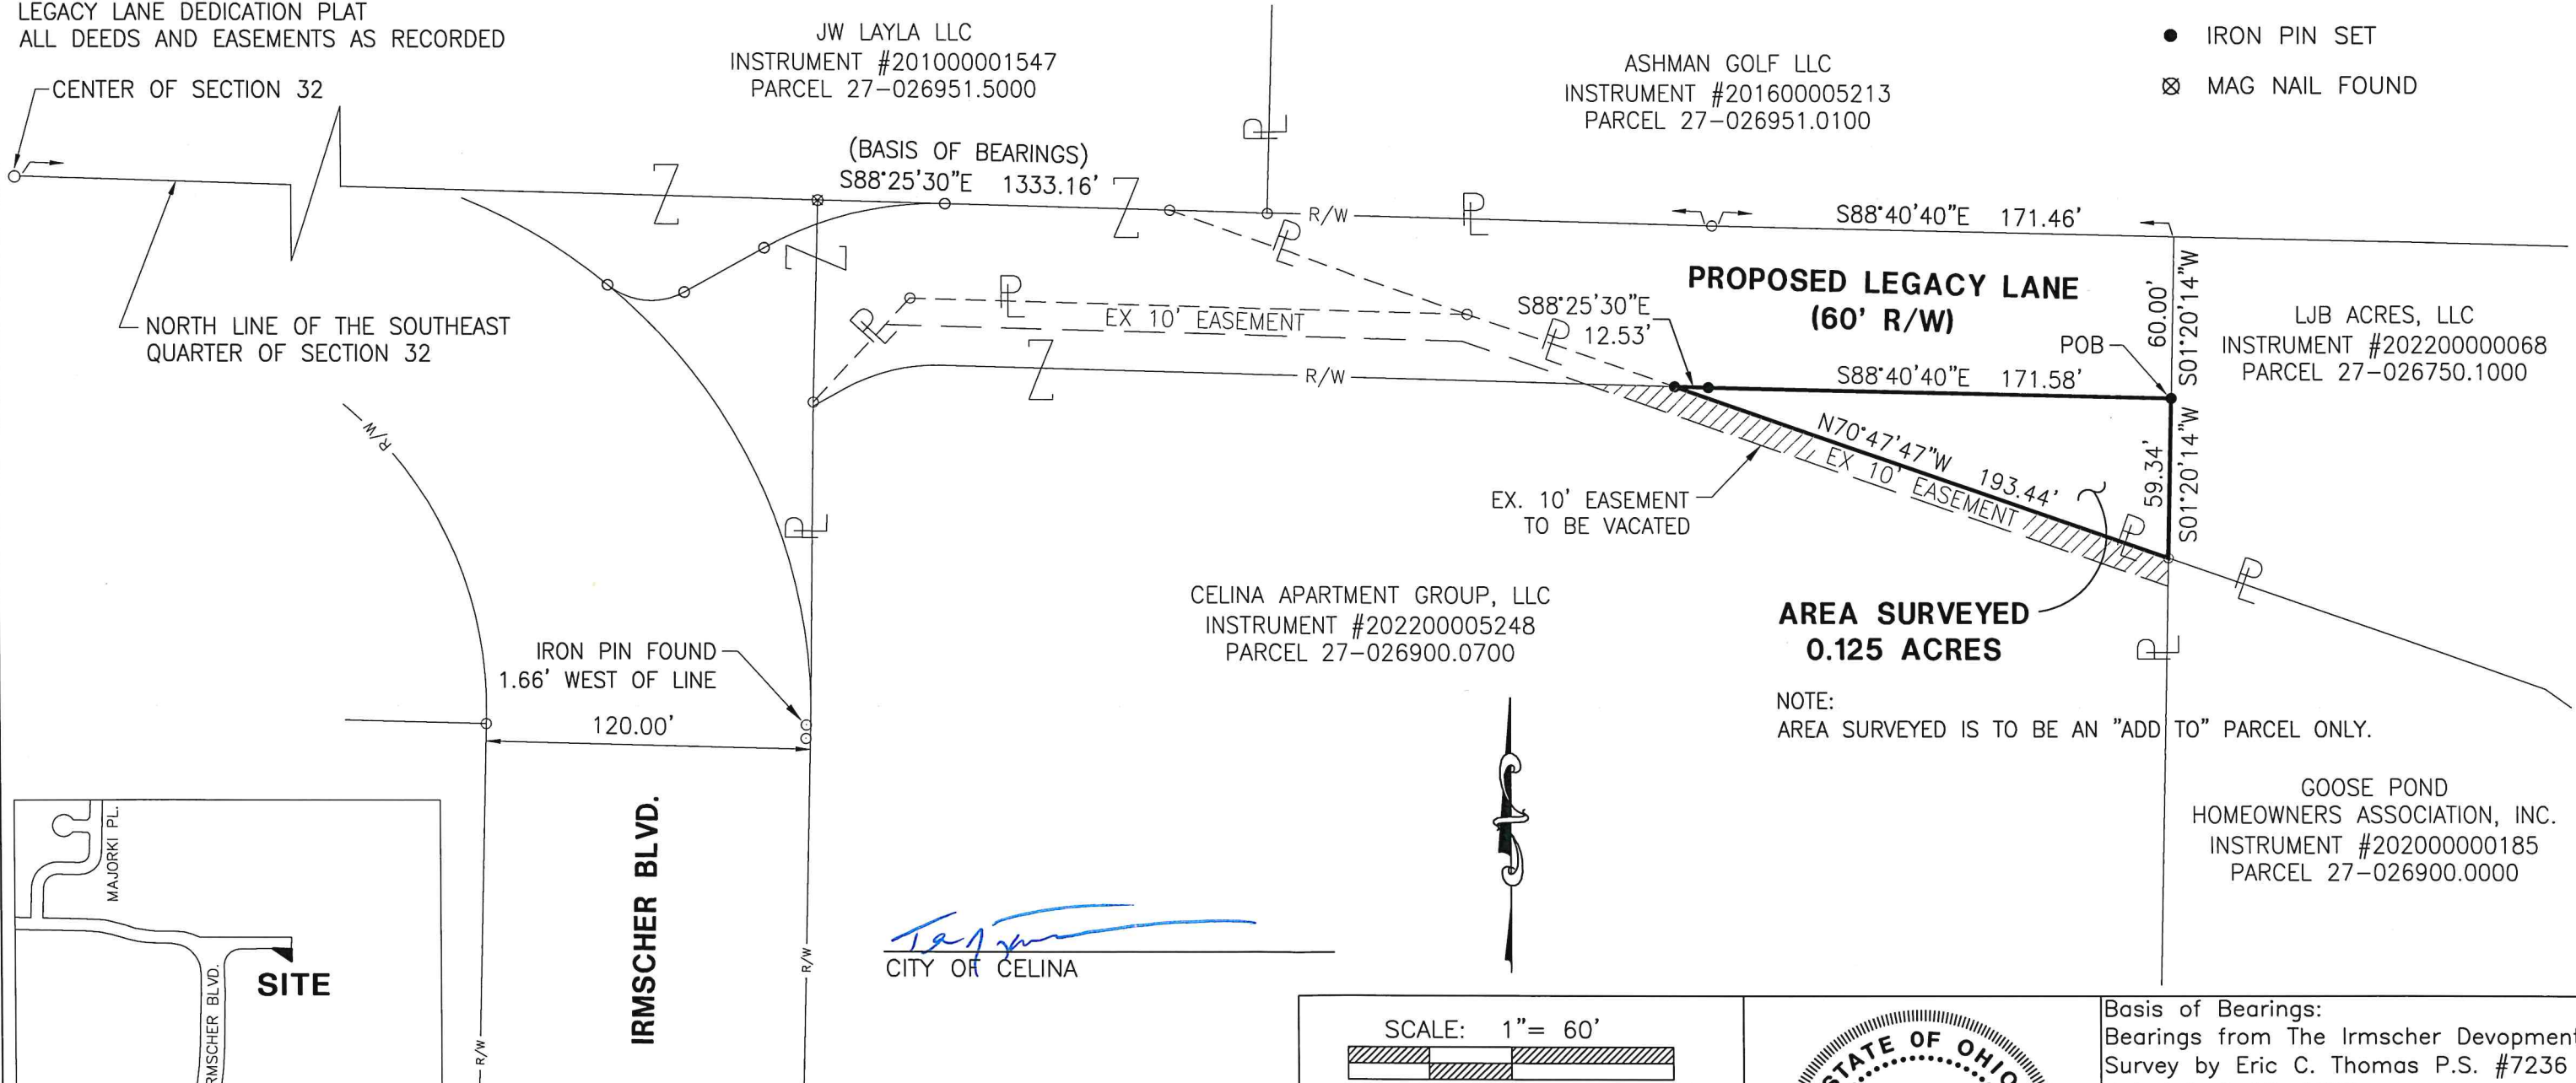 LEGACY LANE DEDICATION PLAT
ALL DEEDS AND EASEMENTS AS RECORDED
CENTER OF SECTION 32
JW LAYLA LLC
INSTRUMENT #201000001547
PARCEL 27-026951.5000
ASHMAN GOLF LLC
INSTRUMENT #201600005213
PARCEL 27-026951.0100
IRON PIN SET
MAG NAIL FOUND
(BASIS OF BEARINGS)
S88°25'30"E 1333.16'
R/W
S88°40'40"E 171.46'
NORTH LINE OF THE SOUTHEAST
QUARTER OF SECTION 32
EX 10' EASEMENT
S88°25'30"E
12.53'
PROPOSED LEGACY LANE
(60' R/W)
60.00'
S01°20'14"W
LJB ACRES, LLC
INSTRUMENT #202200000068
PARCEL 27-026750.1000
POB
R/W
S88°40'40"E 171.58'
R/W
N70°47'47"W 193.44'
EX 10' EASEMENT
59.34'
S01°20'14"W
EX. 10' EASEMENT
TO BE VACATED
CELINA APARTMENT GROUP, LLC
INSTRUMENT #202200005248
PARCEL 27-026900.0700
AREA SURVEYED
0.125 ACRES
IRON PIN FOUND
1.66' WEST OF LINE
120.00'
NOTE:
AREA SURVEYED IS TO BE AN "ADD TO" PARCEL ONLY.
GOOSE POND
HOMEOWNERS ASSOCIATION, INC.
INSTRUMENT #202000000185
PARCEL 27-026900.0000
MAJORKI PL.
IRMSCHER BLVD.
SITE
RMSCHER BLVD.
R/W
R/W
CITY OF CELINA
SCALE: 1"= 60'
STATE OF OHIO
Basis of Bearings:
Bearings from The Irmscher Devopment
Survey by Eric C. Thomas P.S. #7236